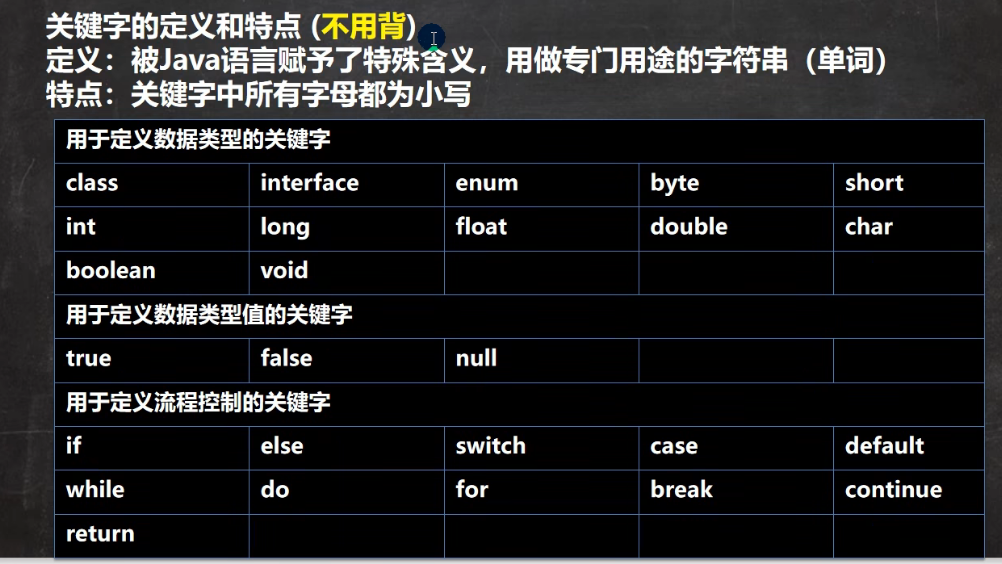 关键字的定义和特点 (不用背)
定义：被Java语言赋予了特殊含义，用做专门用途的字符串（单词）
特点：关键字中所有字母都为小写
用于定义数据类型的关键字
class interface enum byte short
int long float double char
boolean void
用于定义数据类型值的关键字
true false null
用于定义流程控制的关键字
if else switch case default
while do for break continue
return